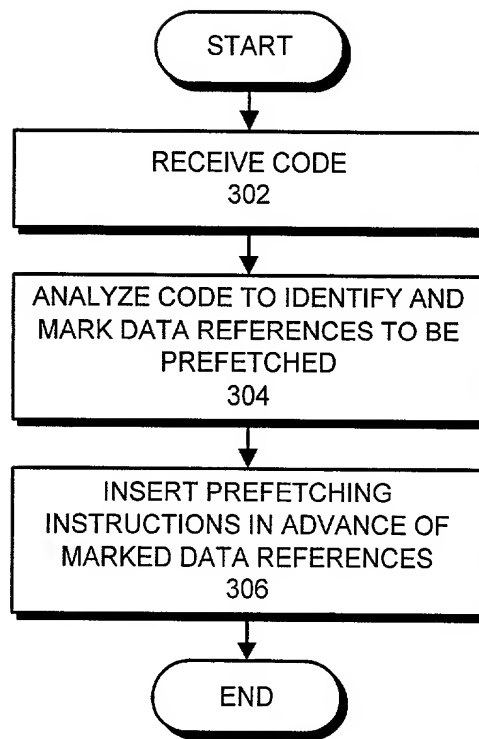 START
RECEIVE CODE
302
ANALYZE CODE TO IDENTIFY AND
MARK DATA REFERENCES TO BE
PREFETCHED
304
INSERT PREFETCHING
INSTRUCTIONS IN ADVANCE OF
MARKED DATA REFERENCES
306
END